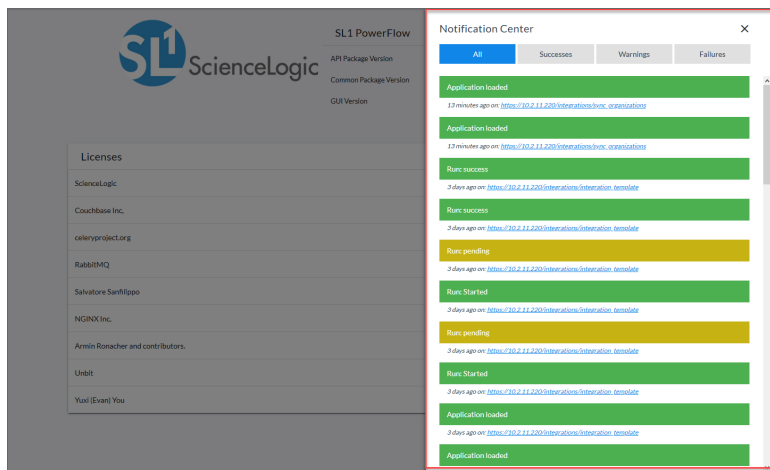 SL1
ScienceLogic
SL1 PowerFlow
API Package Version
Common Package Version
GUI Version
Licenses
ScienceLogic
Couchbase Inc,
celeryproject.org
RabbitMQ
Salvatore Sanfilippo
NGINX Inc.
Armin Ronacher and contributors.
Unbit
Yuxi (Evan) You
Notification Center
All Successes Warnings Failures
Application loaded
13 minutes ago on: https://10.2.11.220/integrations/sync_organizations
Application loaded
13 minutes ago on: https://10.2.11.220/integrations/sync_organizations
Run: success
3 days ago on: https://10.2.11.220/integrations/integration_template
Run: success
3 days ago on: https://10.2.11.220/integrations/integration_template
Run: pending
3 days ago on: https://10.2.11.220/integrations/integration_template
Run: Started
3 days ago on: https://10.2.11.220/integrations/integration_template
Run: pending
3 days ago on: https://10.2.11.220/integrations/integration_template
Run: Started
3 days ago on: https://10.2.11.220/integrations/integration_template
Application loaded
3 days ago on: https://10.2.11.220/integrations/integration_template
Application loaded